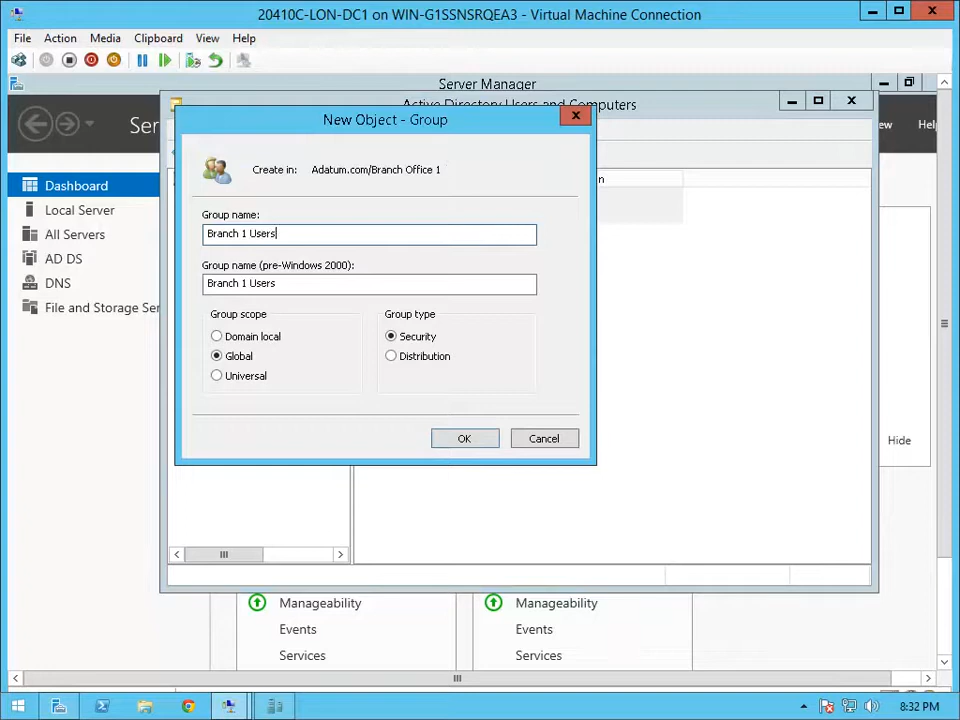 20410C-LON-DC1 on WIN-G1SSNSRQEA3 - Virtual Machine Connection
File Action Media Clipboard View Help
Server Manager
Active Directory Users and Computers
New Object - Group
Create in: Adatum.com/Branch Office 1
Group name:
Branch 1 Users
Group name (pre-Windows 2000):
Branch 1 Users
Group scope
Domain local
Global
Universal
Group type
Security
Distribution
OK
Cancel
Dashboard
Local Server
All Servers
AD DS
DNS
File and Storage Ser
Hide
Manageability
Events
Services
Manageability
Events
Services
8:32 PM